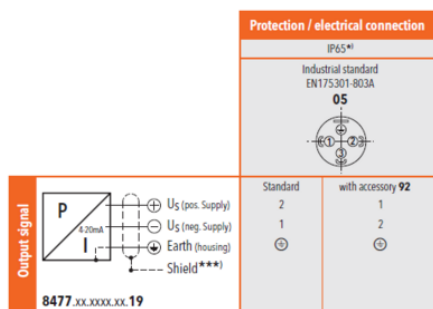 Protection / electrical connection
IP65*)
Industrial standard
EN175301-803A
05
1 2
3
Output signal
P
4-20mA
I
Us (pos. Supply)
Us (neg. Supply)
Earth (housing)
Shield***)
8477.xx.xxxx.xx.19
Standard with accessory 92
2 1
1 2